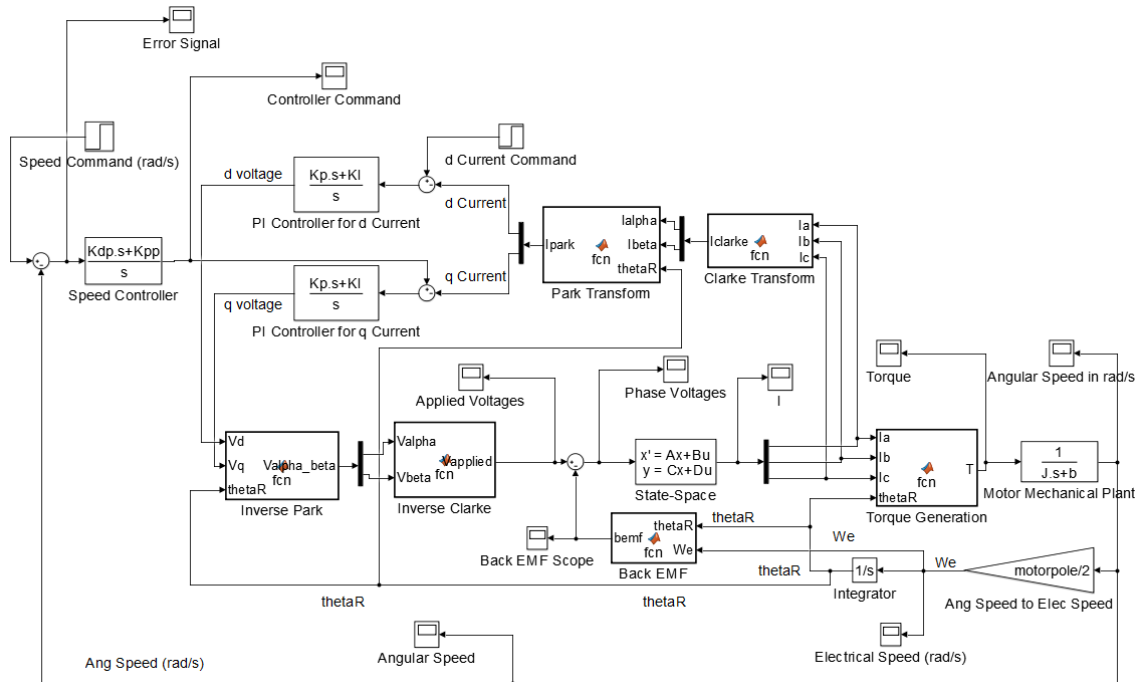 Error Signal
Controller Command
Speed Command (rad/s)
d Current Command
d voltage
Kp.s+KI
s
PI Controller for d Current
d Current
Ialpha
Ibeta
thetaR
Ipark
fcn
Park Transform
Iclarke
Ia
Ib
Ic
fcn
Clarke Transform
Kdp.s+Kpp
s
Speed Controller
q voltage
Kp.s+KI
s
PI Controller for q Current
q Current
Applied Voltages
Phase Voltages
I
Torque
Angular Speed in rad/s
Vd
Vq
thetaR
Valpha_beta
fcn
Inverse Park
Valpha
Vbeta
Vapplied
fcn
Inverse Clarke
x' = Ax+Bu
y = Cx+Du
State-Space
Ia
Ib
Ic
thetaR
T
fcn
Torque Generation
1
J.s+b
Motor Mechanical Plant
Back EMF Scope
bemf
thetaR
We
fcn
Back EMF
thetaR
We
We
thetaR
1/s
Integrator
motorpole/2
Ang Speed to Elec Speed
thetaR
thetaR
Electrical Speed (rad/s)
Ang Speed (rad/s)
Angular Speed